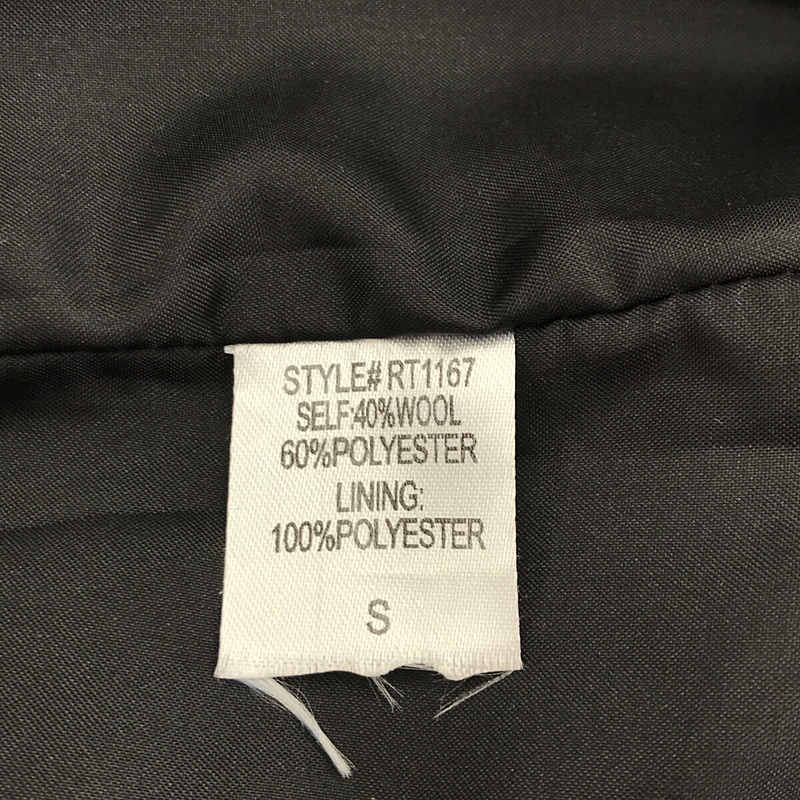 STYLE# RT1167
SELF:40%WOOL
60%POLYESTER
LINING:
100%POLYESTER
S